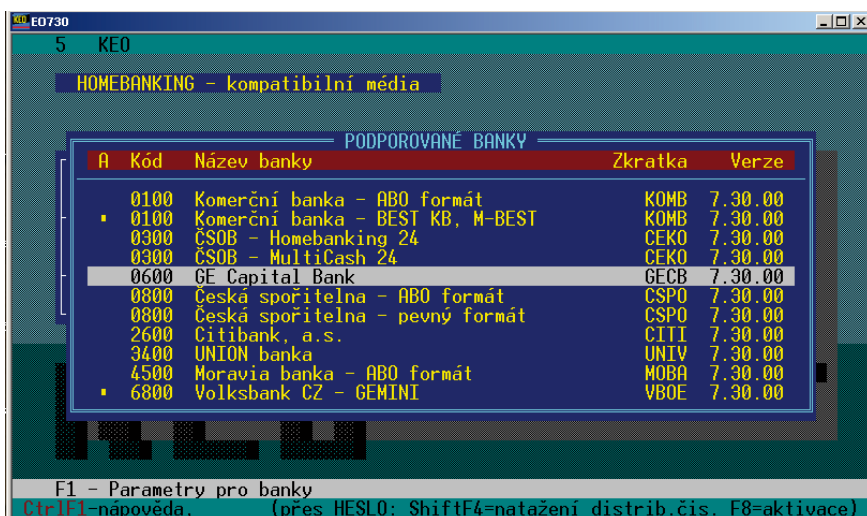 KEO EO730
5 KEO
HOMEBANKING - kompatibilní média
PODPOROVANÉ BANKY
A Kód Název banky Zkratka Verze
0100 Komerční banka - ABO formát KOMB 7.30.00
▪ 0100 Komerční banka - BEST KB, M-BEST KOMB 7.30.00
0300 ČSOB - Homebanking 24 CEKO 7.30.00
0300 ČSOB - MultiCash 24 CEKO 7.30.00
0600 GE Capital Bank GECB 7.30.00
0800 Česká spořitelna - ABO formát CSPO 7.30.00
0800 Česká spořitelna - pevný formát CSPO 7.30.00
2600 Citibank, a.s. CITI 7.30.00
3400 UNION banka UNIV 7.30.00
4500 Moravia banka - ABO formát MOBA 7.30.00
▪ 6800 Volksbank CZ - GEMINI VBOE 7.30.00
F1 - Parametry pro banky
CtrlF1-nápověda, (přes HESLO: ShiftF4=natažení distrib.čís, F8=aktivace)